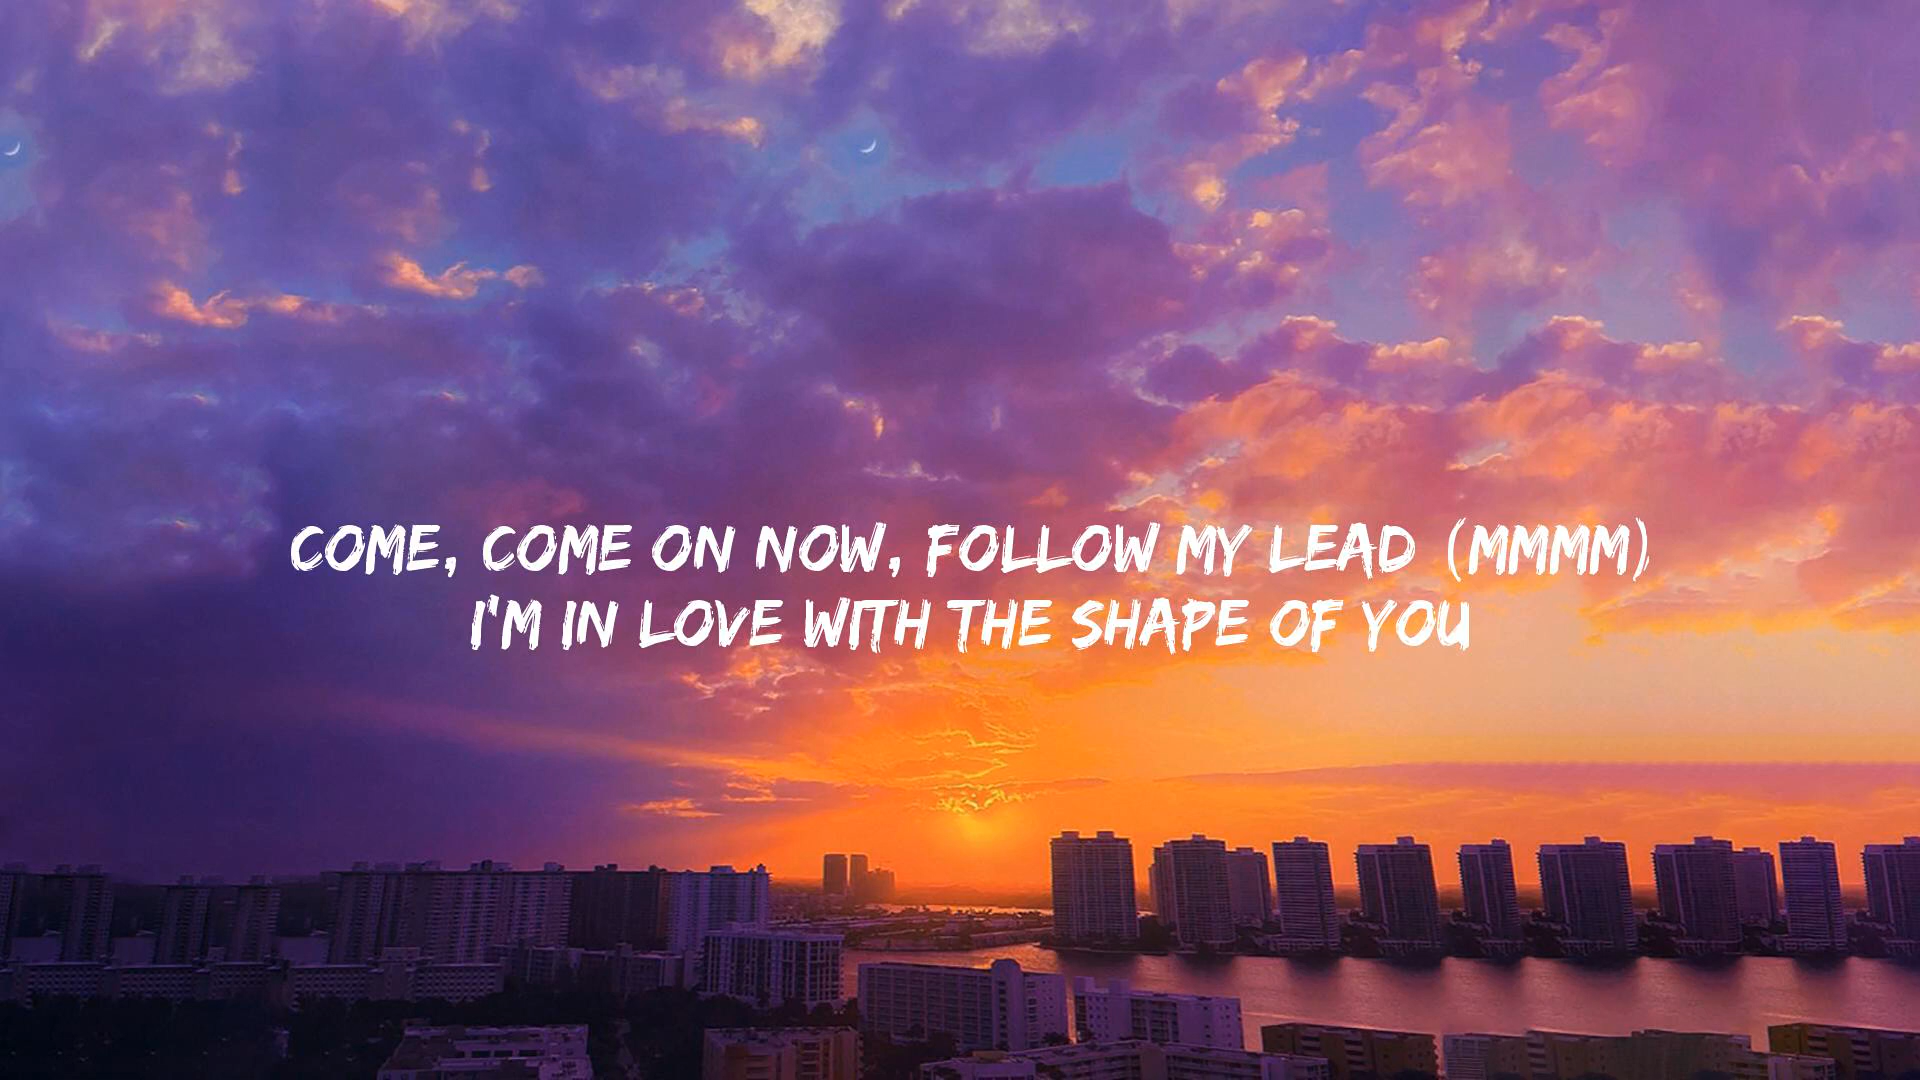 COME, COME ON NOW, FOLLOW MY LEAD (MMMM)
I'M IN LOVE WITH THE SHAPE OF YOU